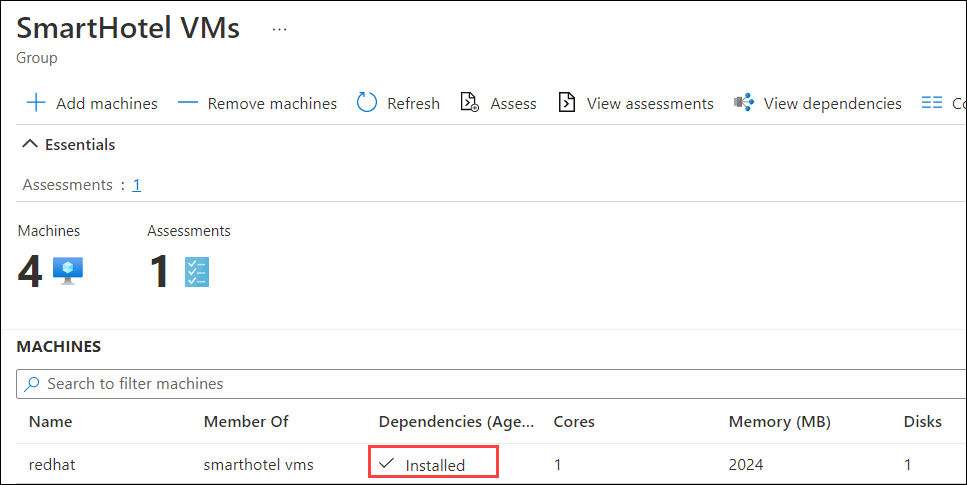 SmartHotel VMs ...
Group
Add machines Remove machines Refresh Assess View assessments View dependencies Co
Essentials
Assessments : 1
Machines Assessments
4 1
MACHINES
Search to filter machines
Name Member Of Dependencies (Age... Cores Memory (MB) Disks
redhat smarthotel vms Installed 1 2024 1